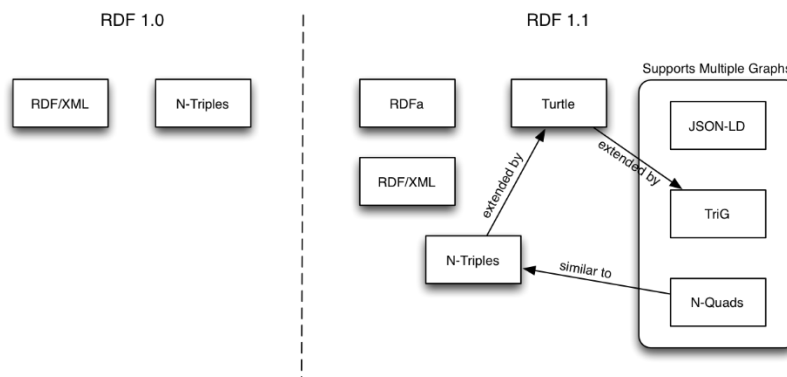 RDF 1.0
RDF 1.1
RDF/XML
N-Triples
RDFa
Turtle
Supports Multiple Graphs
JSON-LD
RDF/XML
extended by
extended by
TriG
N-Triples
similar to
N-Quads